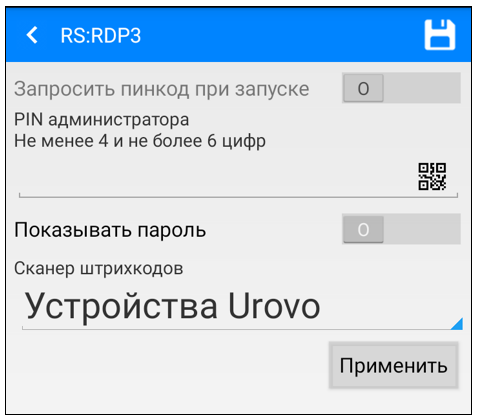 RS:RDP3
Запросить пинкод при запуске O
PIN администратора
Не менее 4 и не более 6 цифр
Показывать пароль O
Сканер штрихкодов
Устройства Urovo
Применить